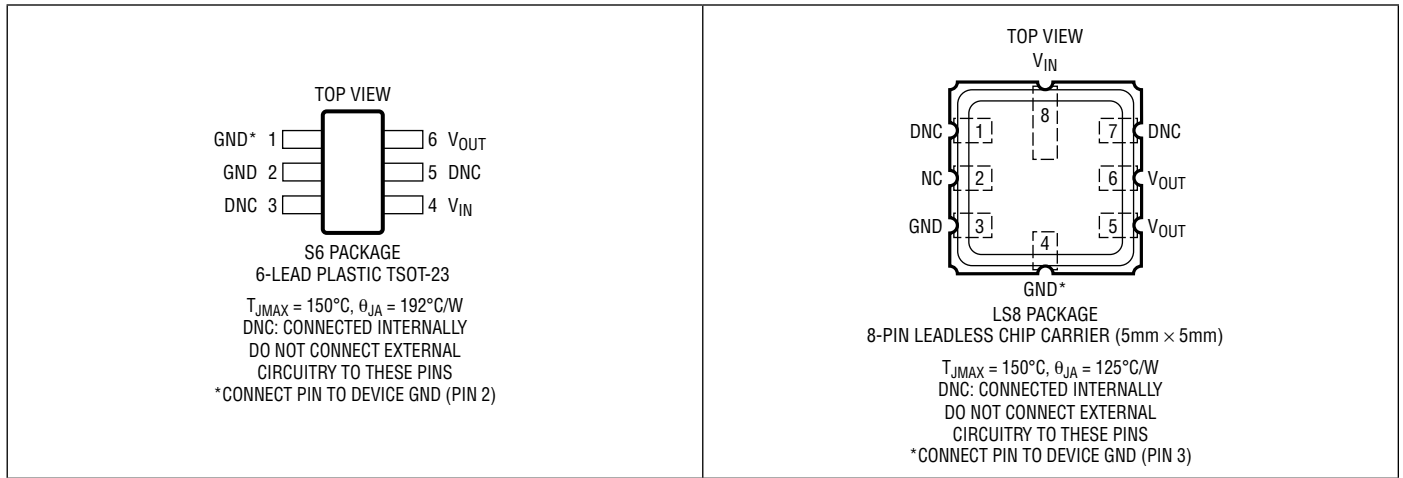 TOP VIEW
GND* 1
6 VOUT
GND 2
5 DNC
DNC 3
4 VIN
S6 PACKAGE
6-LEAD PLASTIC TSOT-23
TJMAX = 150°C, θJA = 192°C/W
DNC: CONNECTED INTERNALLY
DO NOT CONNECT EXTERNAL
CIRCUITRY TO THESE PINS
*CONNECT PIN TO DEVICE GND (PIN 2)
TOP VIEW
VIN
8
DNC 1
7 DNC
NC 2
6 VOUT
GND 3
5 VOUT
4
GND*
LS8 PACKAGE
8-PIN LEADLESS CHIP CARRIER (5mm × 5mm)
TJMAX = 150°C, θJA = 125°C/W
DNC: CONNECTED INTERNALLY
DO NOT CONNECT EXTERNAL
CIRCUITRY TO THESE PINS
*CONNECT PIN TO DEVICE GND (PIN 3)